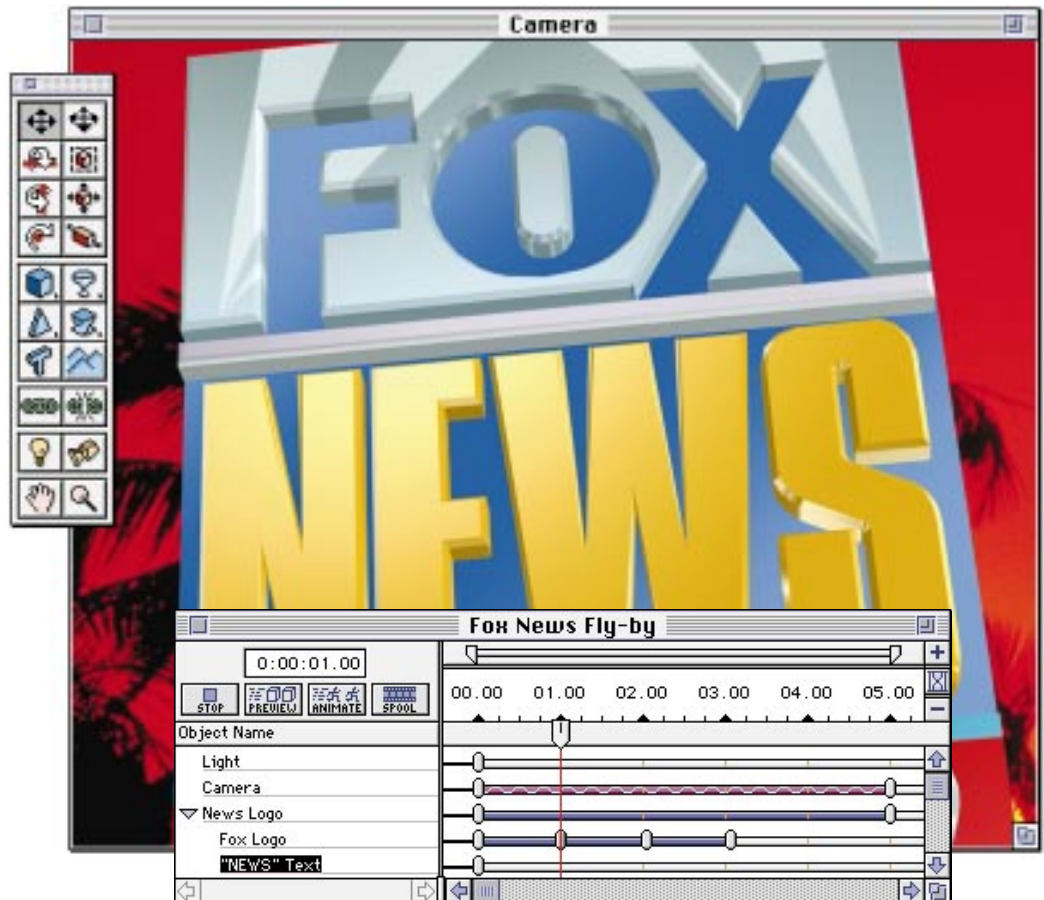 Camera
FOX
NEWS
Fox News Fly-by
0:00:01.00
STOP PREVIEW ANIMATE SPOOL
00.00 01.00 02.00 03.00 04.00 05.00
Object Name
Light
Camera
News Logo
Fox Logo
"NEWS" Text